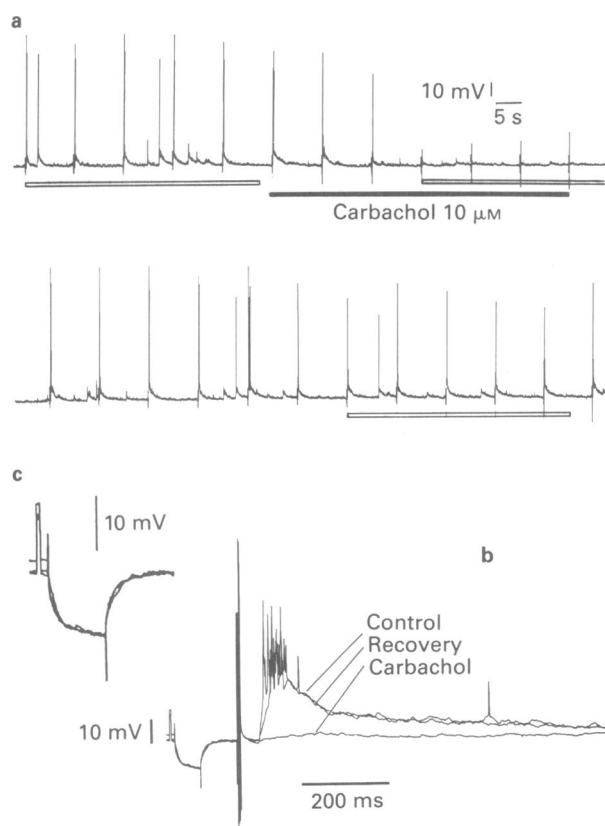 a
10 mV
5 s
Carbachol 10 μM
c
10 mV
b
Control
Recovery
Carbachol
10 mV
200 ms